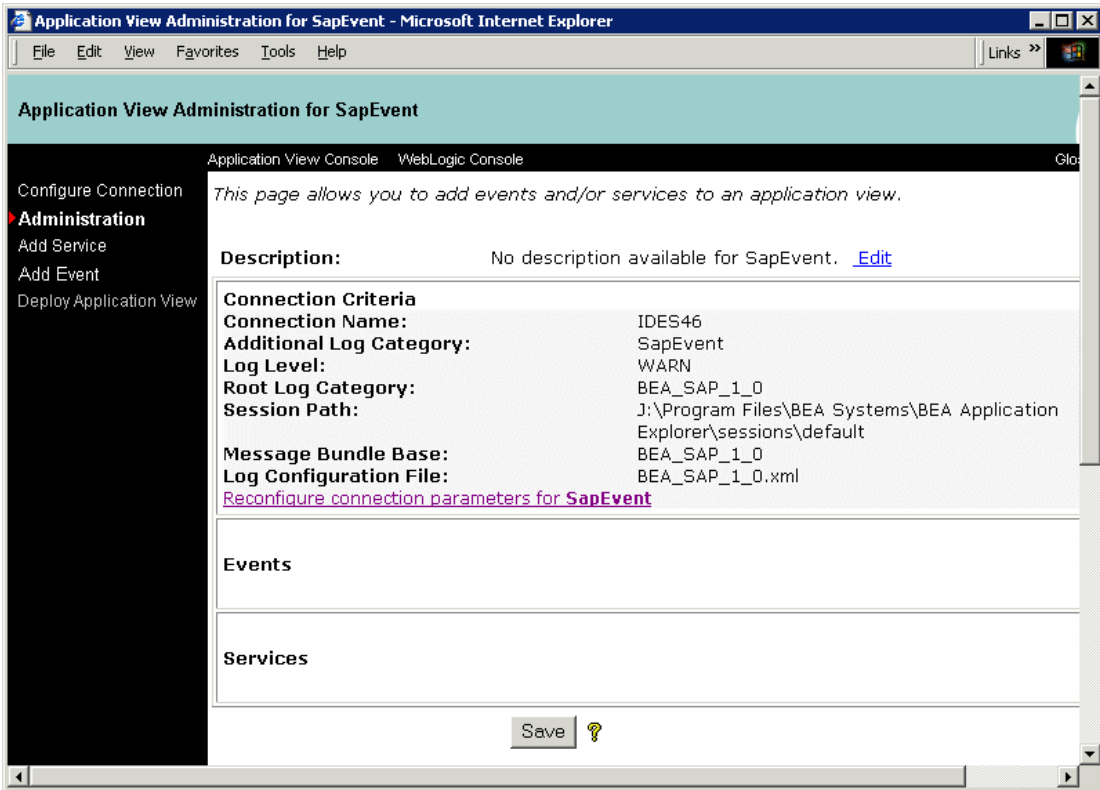 Application View Administration for SapEvent - Microsoft Internet Explorer
File Edit View Favorites Tools Help Links »
Application View Administration for SapEvent
Application View Console WebLogic Console
Configure Connection
Administration
Add Service
Add Event
Deploy Application View
This page allows you to add events and/or services to an application view.
Description: No description available for SapEvent. Edit
Connection Criteria
Connection Name: IDES46
Additional Log Category: SapEvent
Log Level: WARN
Root Log Category: BEA_SAP_1_0
Session Path: J:\Program Files\BEA Systems\BEA Application
Explorer\sessions\default
Message Bundle Base: BEA_SAP_1_0
Log Configuration File: BEA_SAP_1_0.xml
Reconfigure connection parameters for SapEvent
Events
Services
Save ?